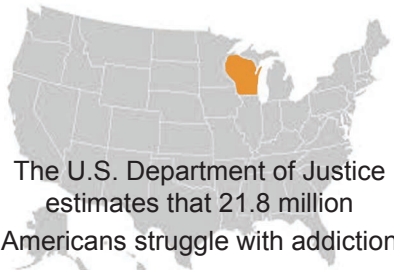 The U.S. Department of Justice
estimates that 21.8 million
Americans struggle with addiction